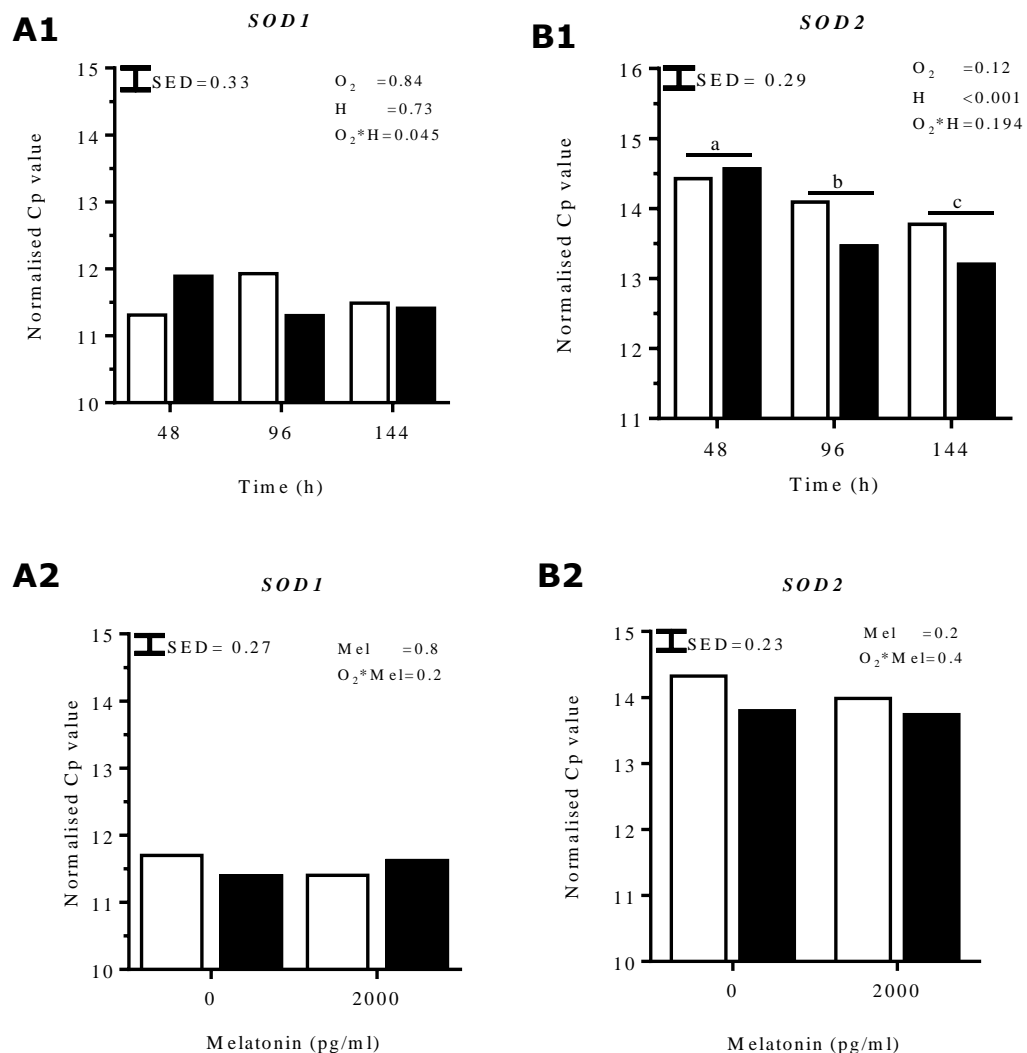 A1
SOD1
15
14
13
12
11
10
Normalised Cp value
SED=0.33
O₂ =0.84
H =0.73
O₂*H=0.045
48
96
144
Time (h)
B1
SOD2
16
15
14
13
12
11
Normalised Cp value
SED= 0.29
O₂ =0.12
H <0.001
O₂*H=0.194
a
b
c
48
96
144
Time (h)
A2
SOD1
15
14
13
12
11
10
Normalised Cp value
SED= 0.27
Mel =0.8
O₂*Mel=0.2
0
2000
Melatonin (pg/ml)
B2
SOD2
15
14
13
12
11
10
Normalised Cp value
SED=0.23
Mel =0.2
O₂*Mel=0.4
0
2000
Melatonin (pg/ml)